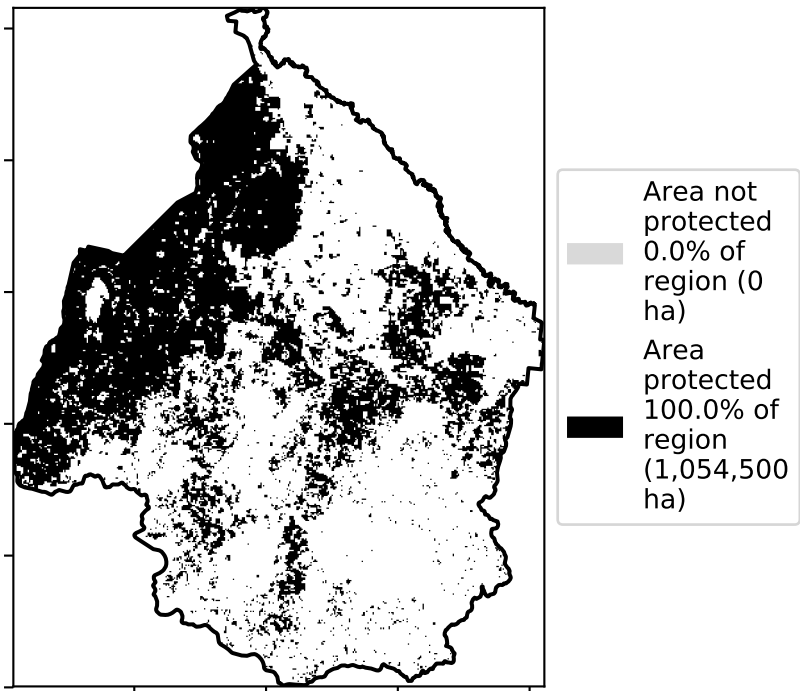 Area not
protected
0.0% of
region (0
ha)
Area
protected
100.0% of
region
(1,054,500
ha)